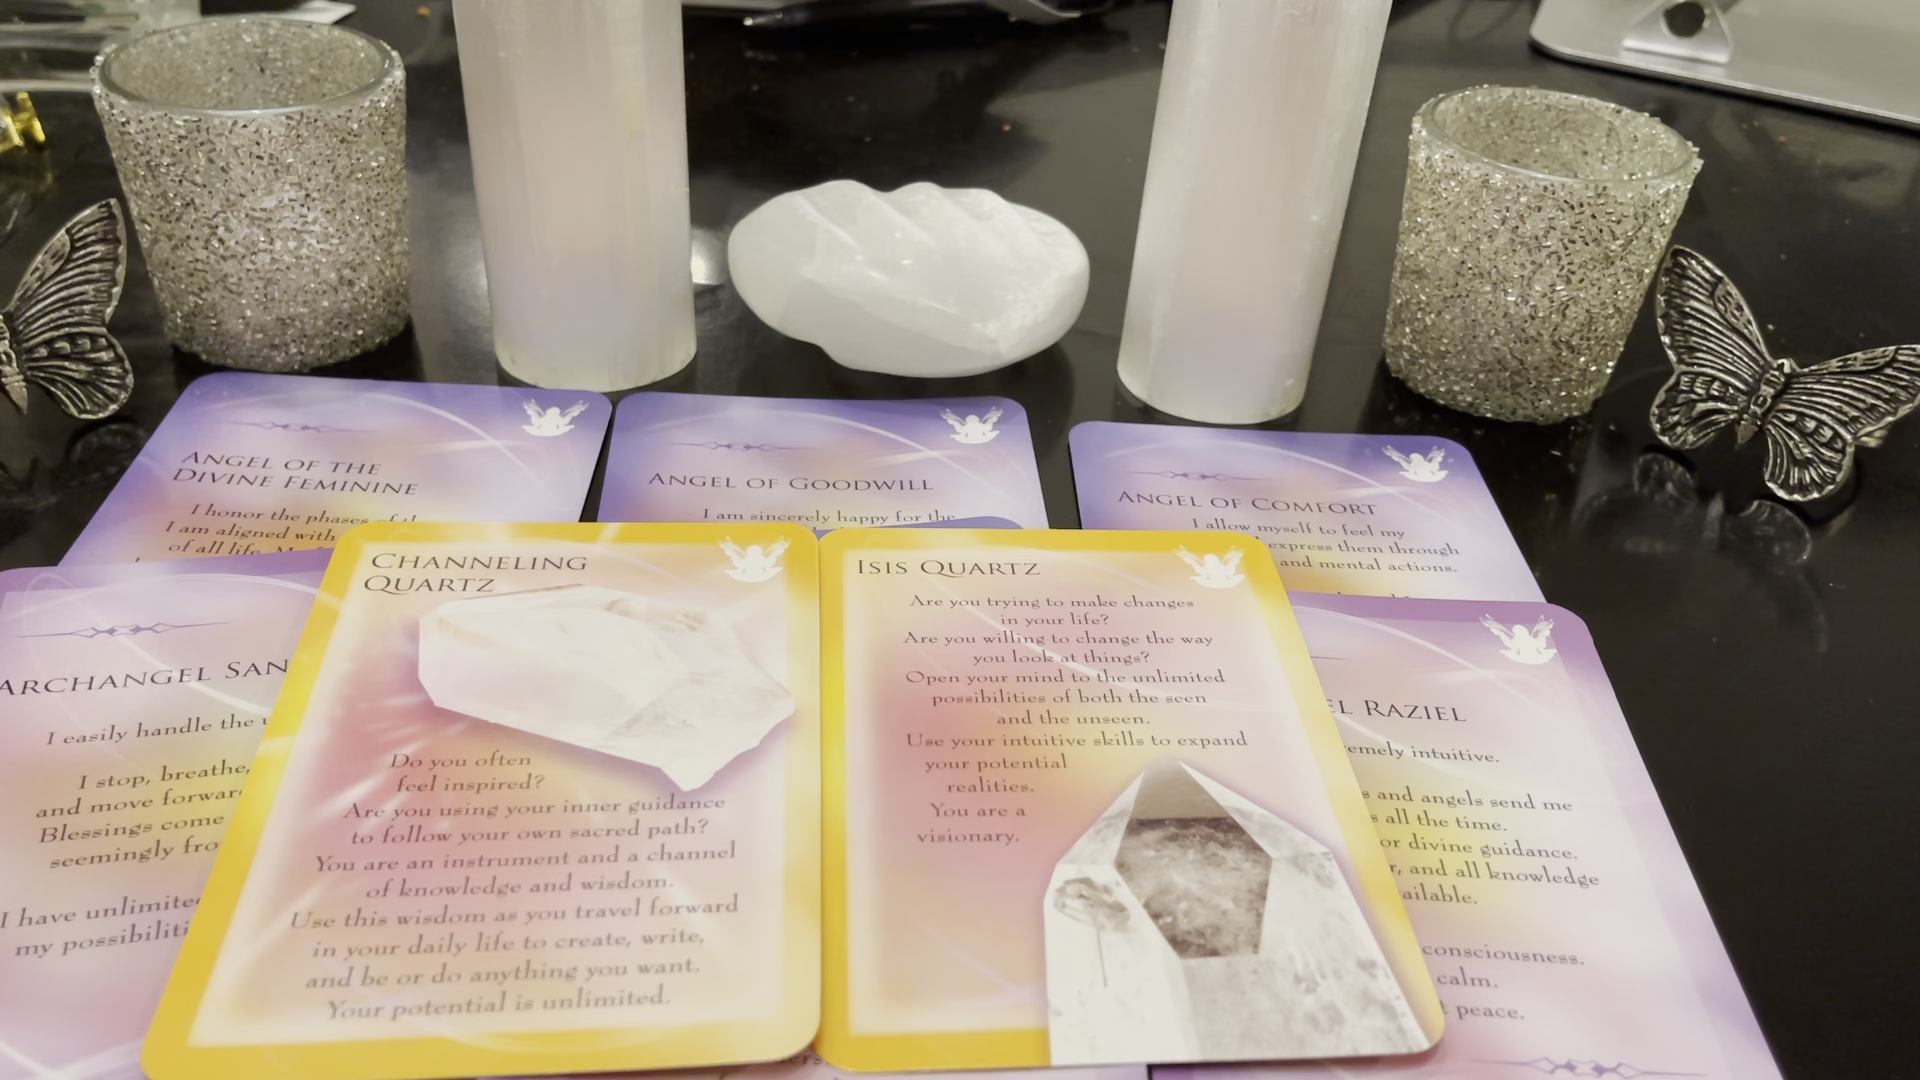 ANGEL OF THE
DIVINE FEMININE
I honor the phases of
I am aligned with
of all life.
ANGEL OF GOODWILL
I am sincerely happy for the
ANGEL OF COMFORT
I allow myself to feel my
express them through
and mental actions.
ARCHANGEL SAN
I easily handle the
I stop, breathe,
and move forward
Blessings come
seemingly
I have unlimited
my
CHANNELING
QUARTZ
Do you often
feel inspired?
Are you using your inner guidance
to follow your own sacred path?
You are an instrument and a channel
of knowledge and wisdom.
Use this wisdom as you travel forward
in your daily life to create, write,
and be or do anything you want.
Your potential is unlimited.
ISIS QUARTZ
Are you trying to make changes
in your life?
Are you willing to change the way
you look at things?
Open your mind to the unlimited
possibilities of both the seen
and the unseen.
Use your intuitive skills to expand
your potential
realities.
You are a
visionary.
EL RAZIEL
intuitive.
and angels send me
all the time.
or divine guidance.
and all knowledge
consciousness.
calm.
peace.